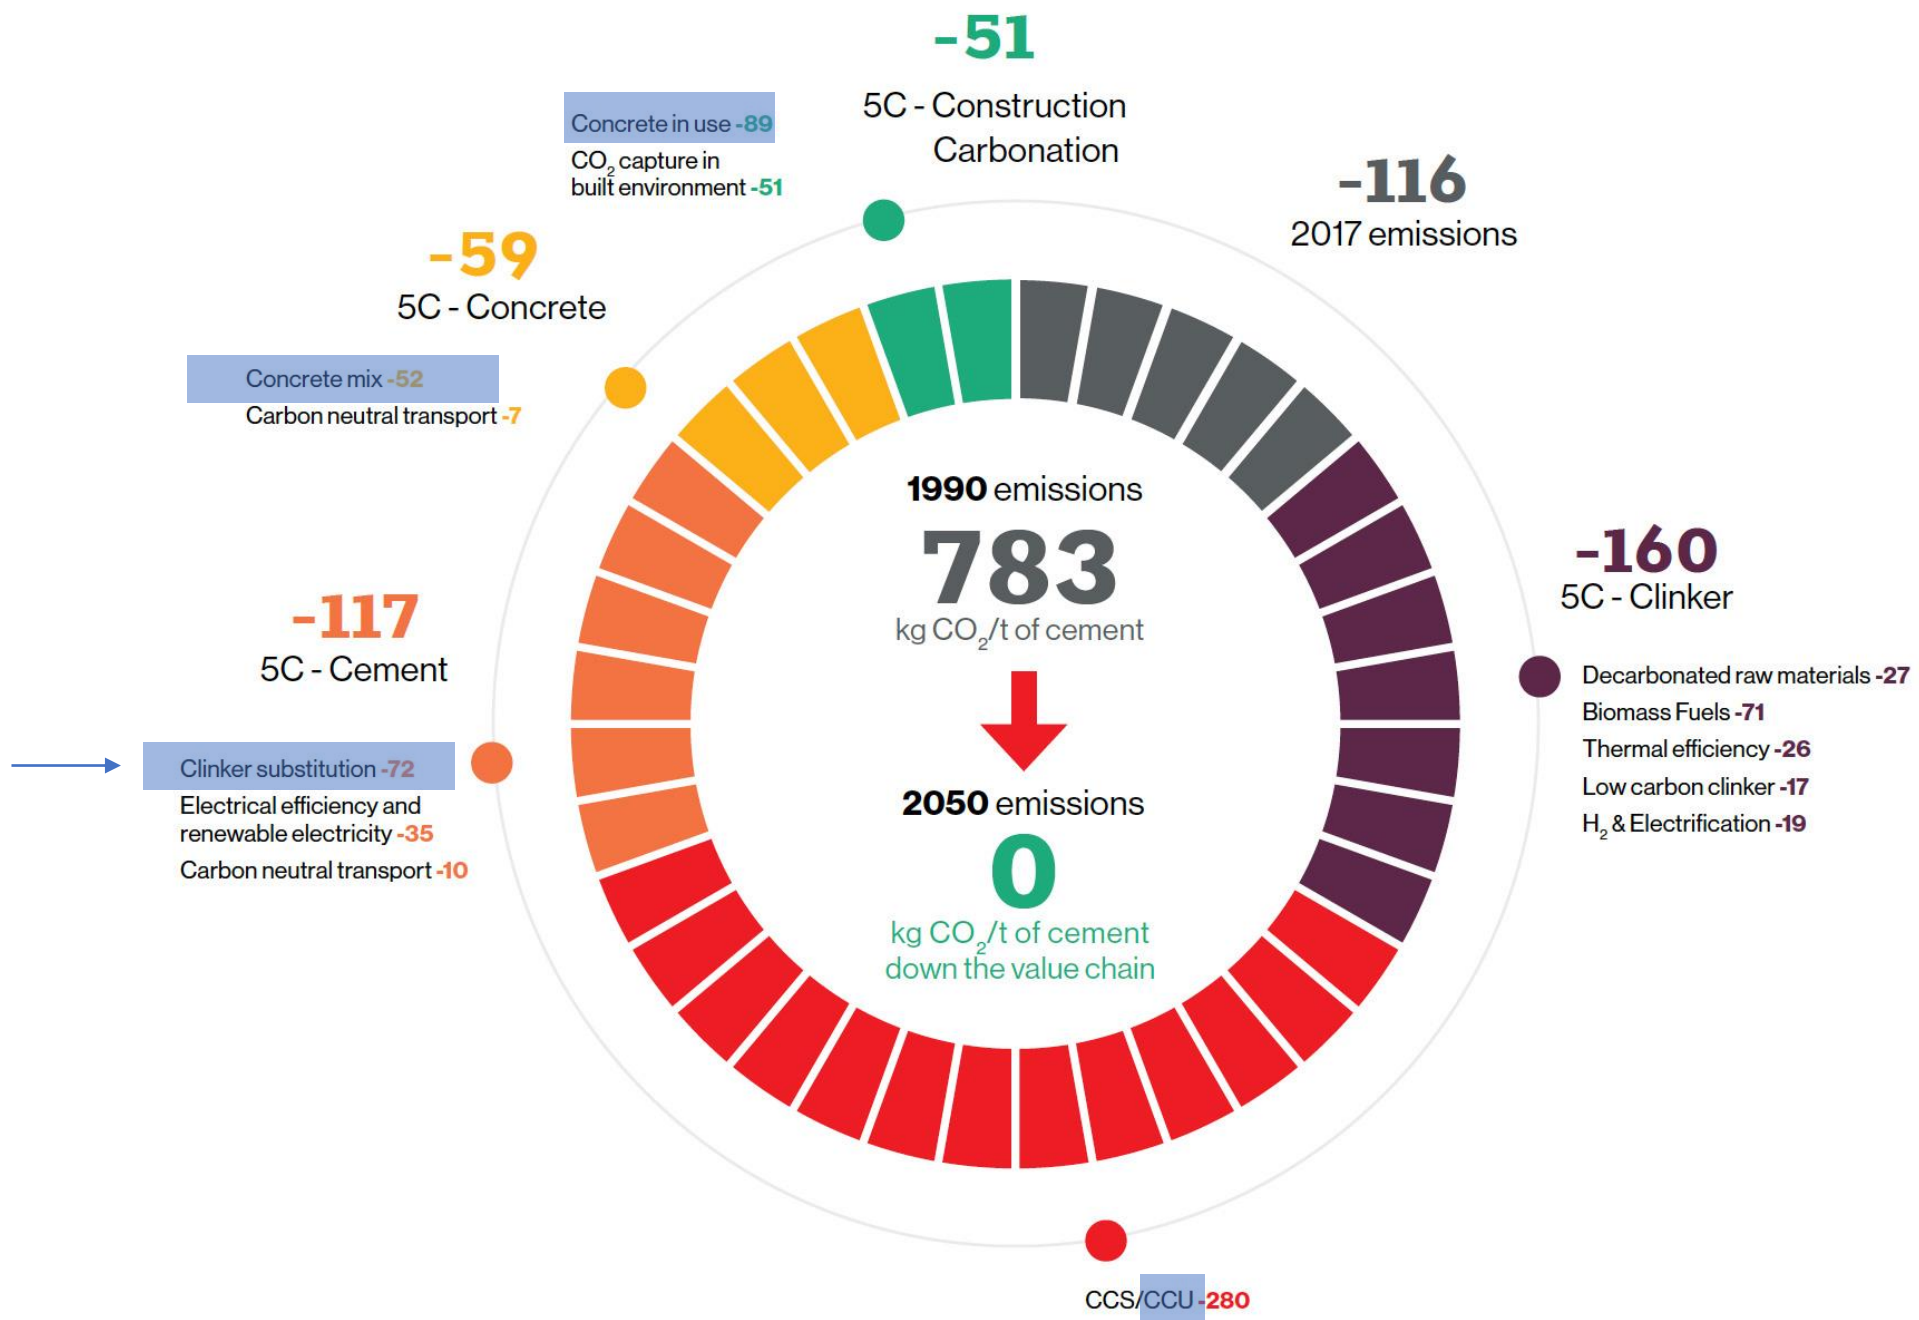 -51
5C - Construction
Carbonation
Concrete in use -89
CO₂ capture in
built environment -51
-116
2017 emissions
-59
5C - Concrete
Concrete mix -52
Carbon neutral transport -7
1990 emissions
783
kg CO₂/t of cement
-160
5C - Clinker
Decarbonated raw materials -27
Biomass Fuels -71
Thermal efficiency -26
Low carbon clinker -17
H₂ & Electrification -19
-117
5C - Cement
Clinker substitution -72
Electrical efficiency and
renewable electricity -35
Carbon neutral transport -10
2050 emissions
0
kg CO₂/t of cement
down the value chain
CCS/CCU -280